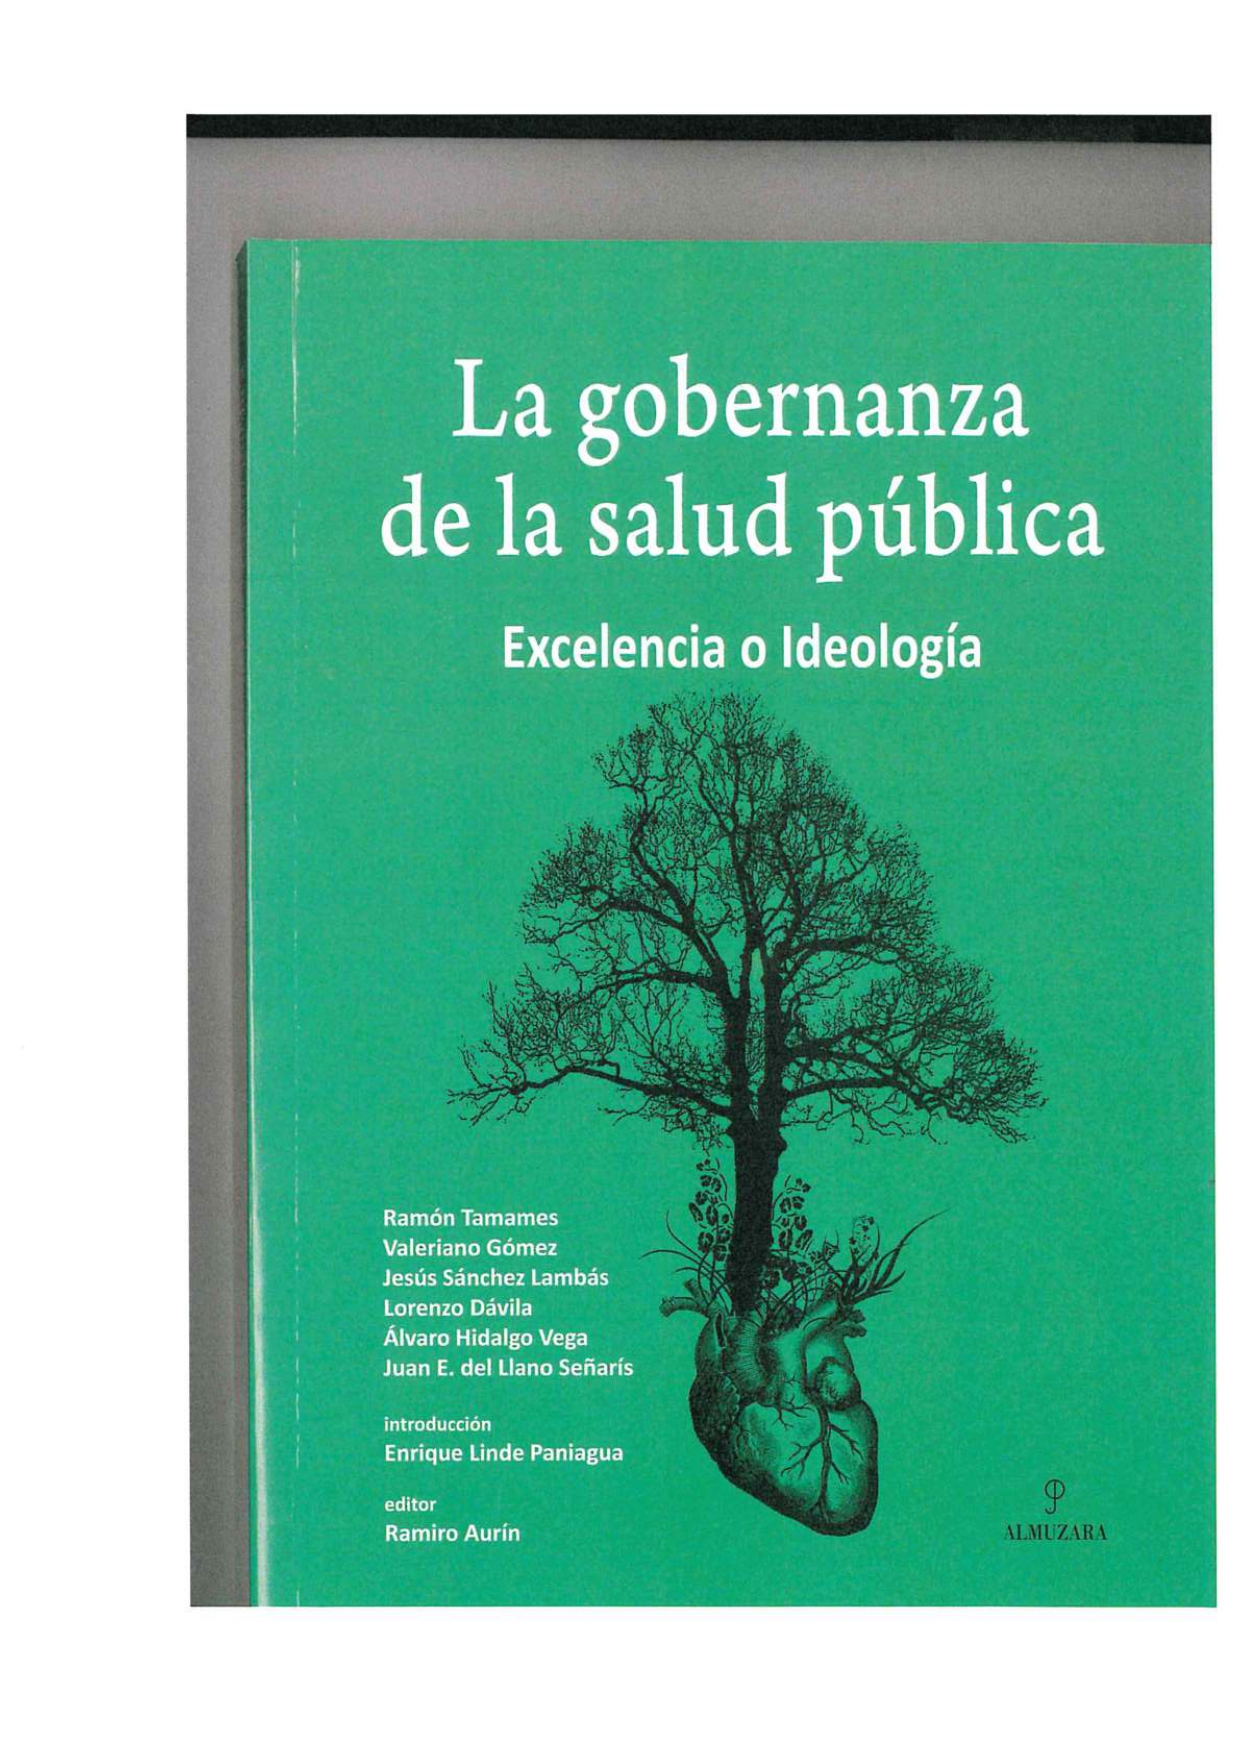 La gobernanza
de la salud pública
Excelencia o Ideología
Ramón Tamames
Valeriano Gómez
Jesús Sánchez Lambás
Lorenzo Dávila
Álvaro Hidalgo Vega
Juan E. del Llano Señarís
introducción
Enrique Linde Paniagua
editor
Ramiro Aurín
ALMUZARA